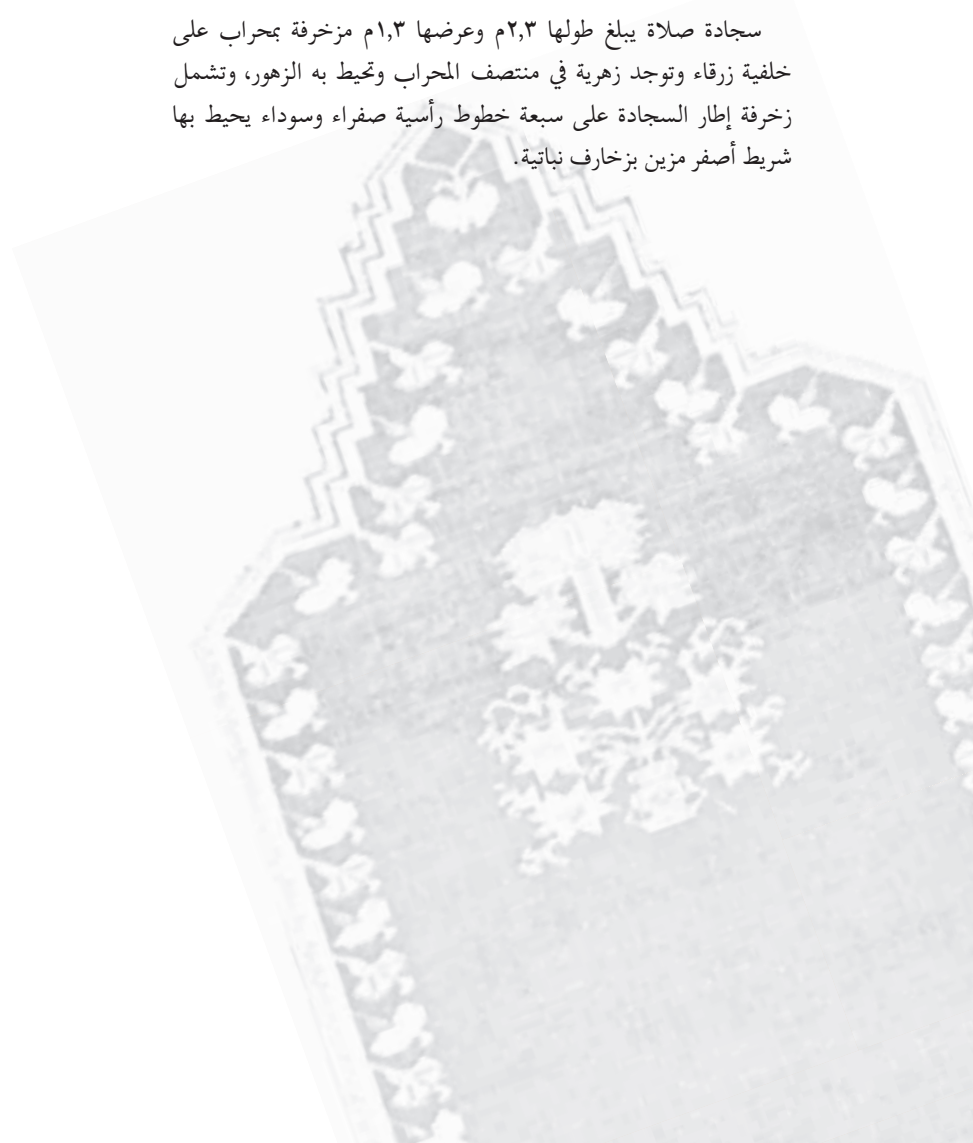 سجادة صلاة يبلغ طولها ٢,٣م وعرضها ١,٣م مزخرفة بمحراب على
خلفية زرقاء وتوجد زهرية في منتصف المحراب وتحيط به الزهور، وتشمل
زخرفة إطار السجادة على سبعة خطوط رأسية صفراء وسوداء يحيط بها
شريط أصفر مزين بزخارف نباتية.